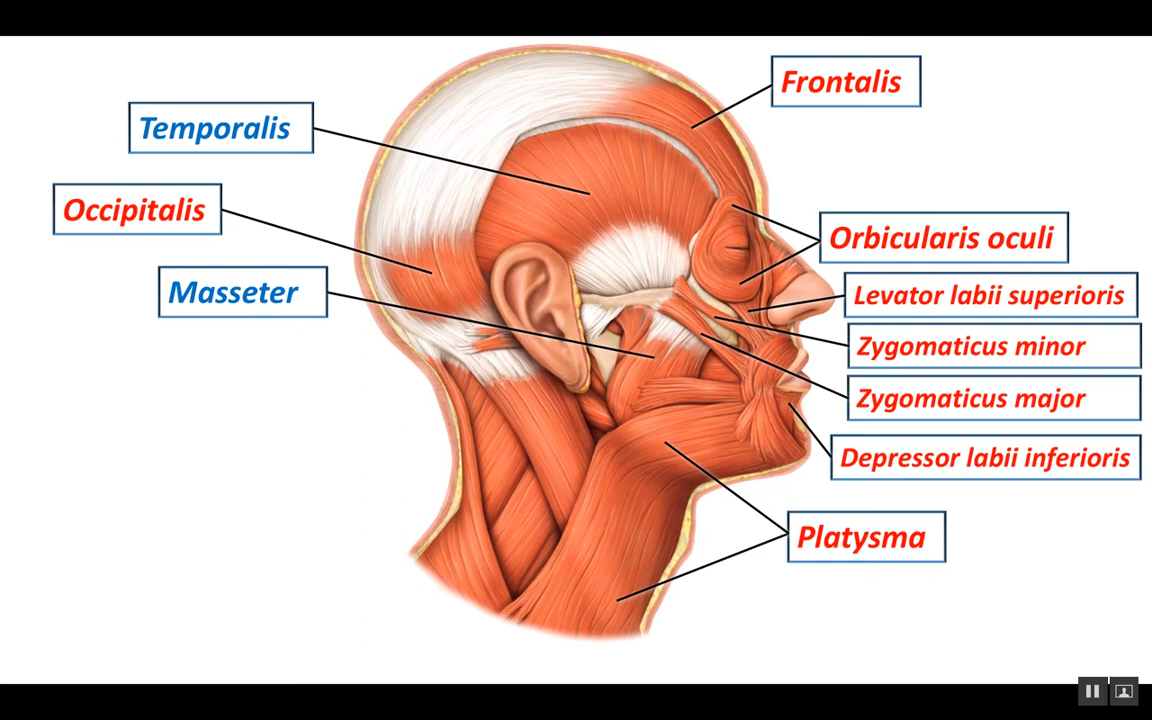 Frontalis
Temporalis
Occipitalis
Orbicularis oculi
Masseter
Levator labii superioris
Zygomaticus minor
Zygomaticus major
Depressor labii inferioris
Platysma